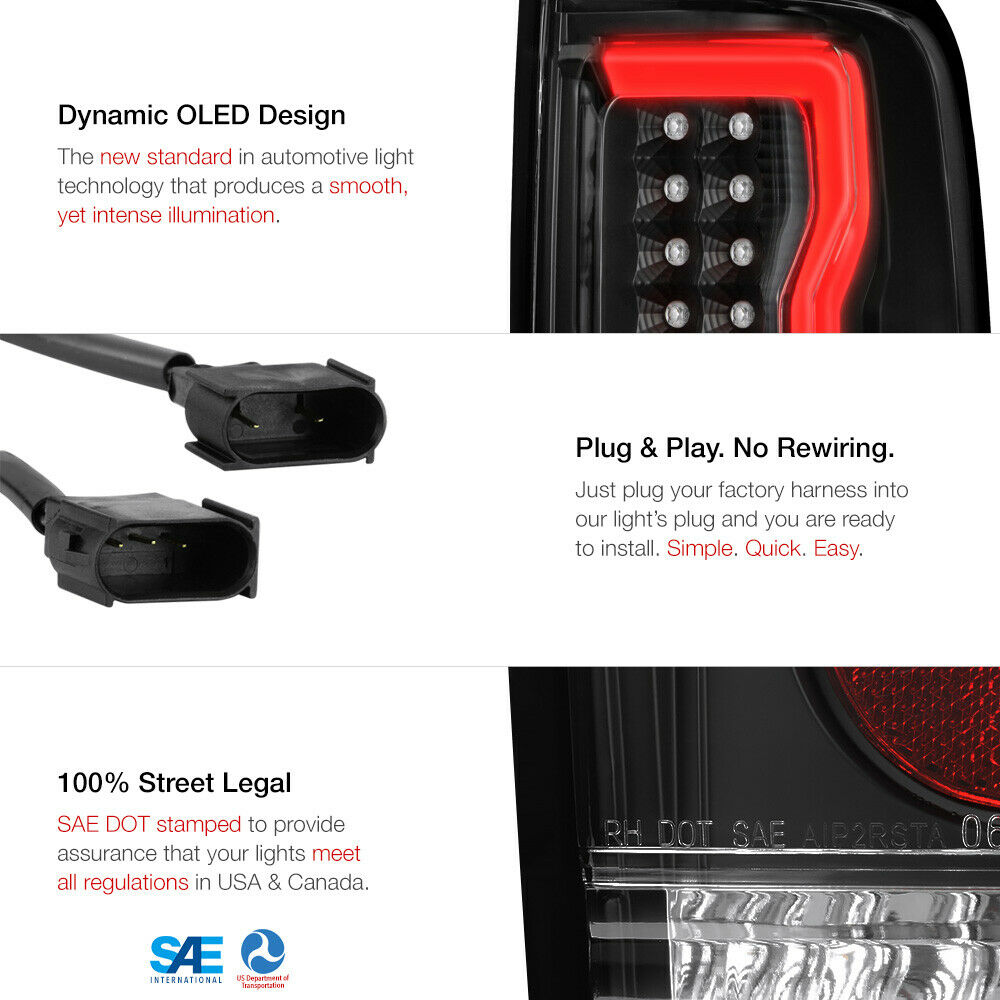 Dynamic OLED Design
The new standard in automotive light
technology that produces a smooth,
yet intense illumination.
Plug & Play. No Rewiring.
Just plug your factory harness into
our light's plug and you are ready
to install. Simple. Quick. Easy.
100% Street Legal
SAE DOT stamped to provide
assurance that your lights meet
all regulations in USA & Canada.
RH DOT SAE AIP2RSTA 06
SAE
INTERNATIONAL
US Department of
Transportation